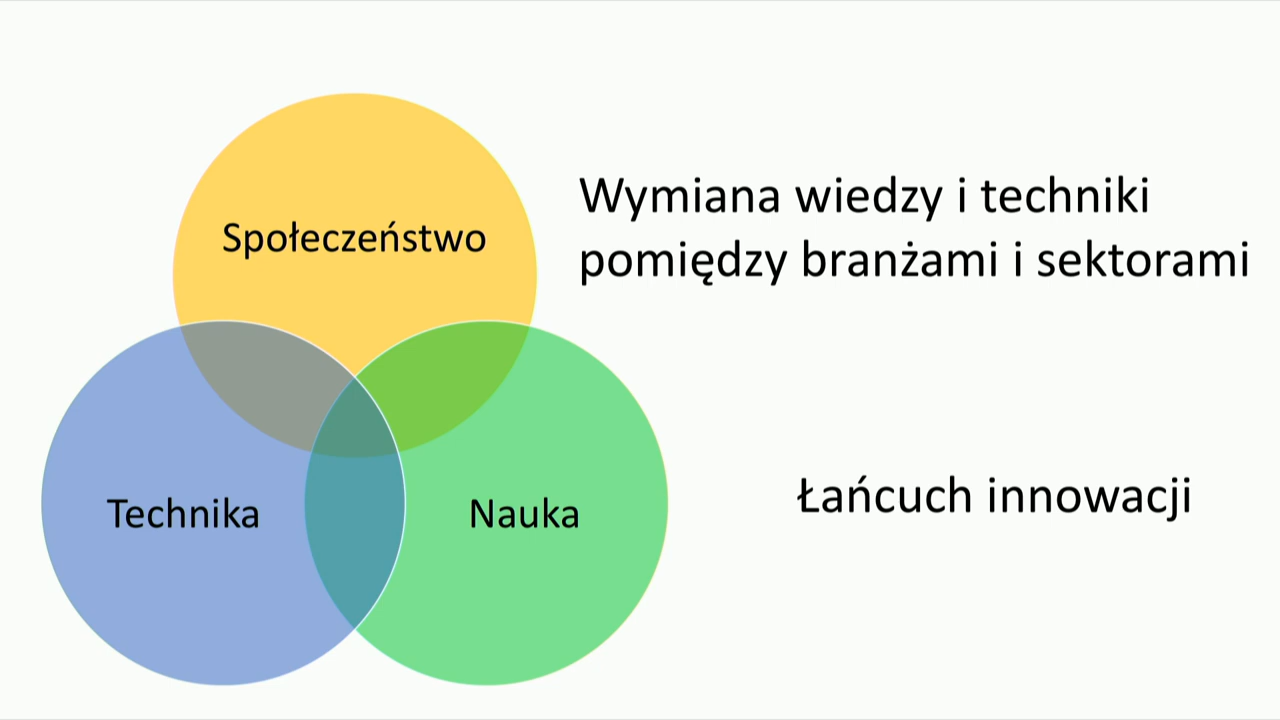 Społeczeństwo
Wymiana wiedzy i techniki
pomiędzy branżami i sektorami
Technika
Nauka
Łańcuch innowacji